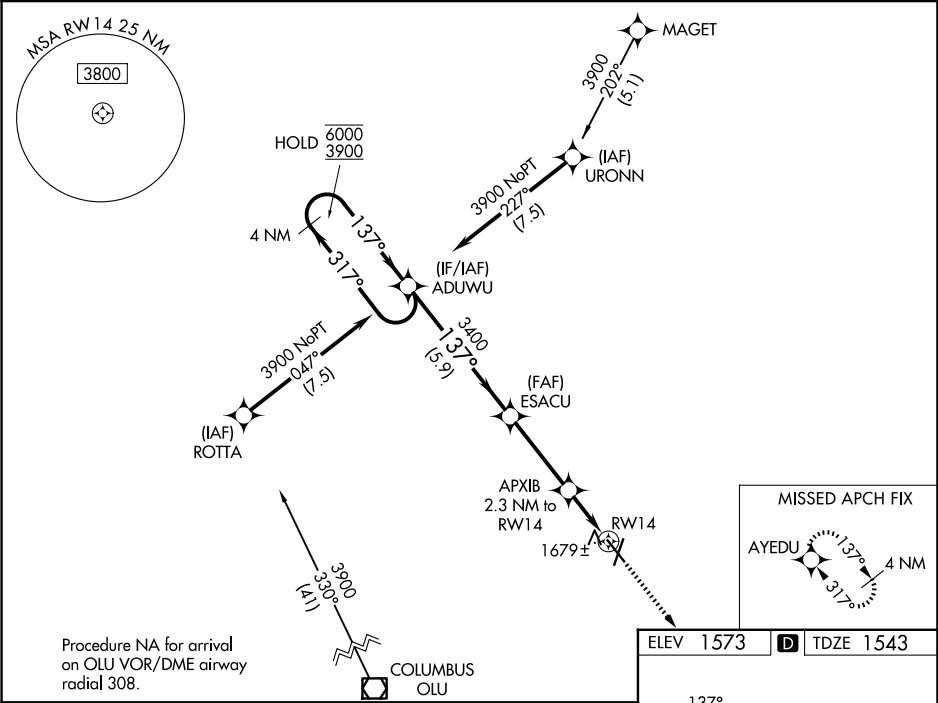 MSA RW14 25 NM
3800
MAGET
3900
202°
(5.1)
HOLD 6000
3900
(IAF)
URONN
3900 NoPT
227°
(7.5)
4 NM
137°
317°
(IF/IAF)
ADUWU
3400
137°
(5.9)
3900 NoPT
047°
(7.5)
(FAF)
ESACU
(IAF)
ROTTA
APXIB
2.3 NM to
RW14
RW14
1679±
MISSED APCH FIX
AYEDU
137°
4 NM
317°
3900
330°
(41)
Procedure NA for arrival
on OLU VOR/DME airway
radial 308.
COLUMBUS
OLU
ELEV 1573 D TDZE 1543
137°